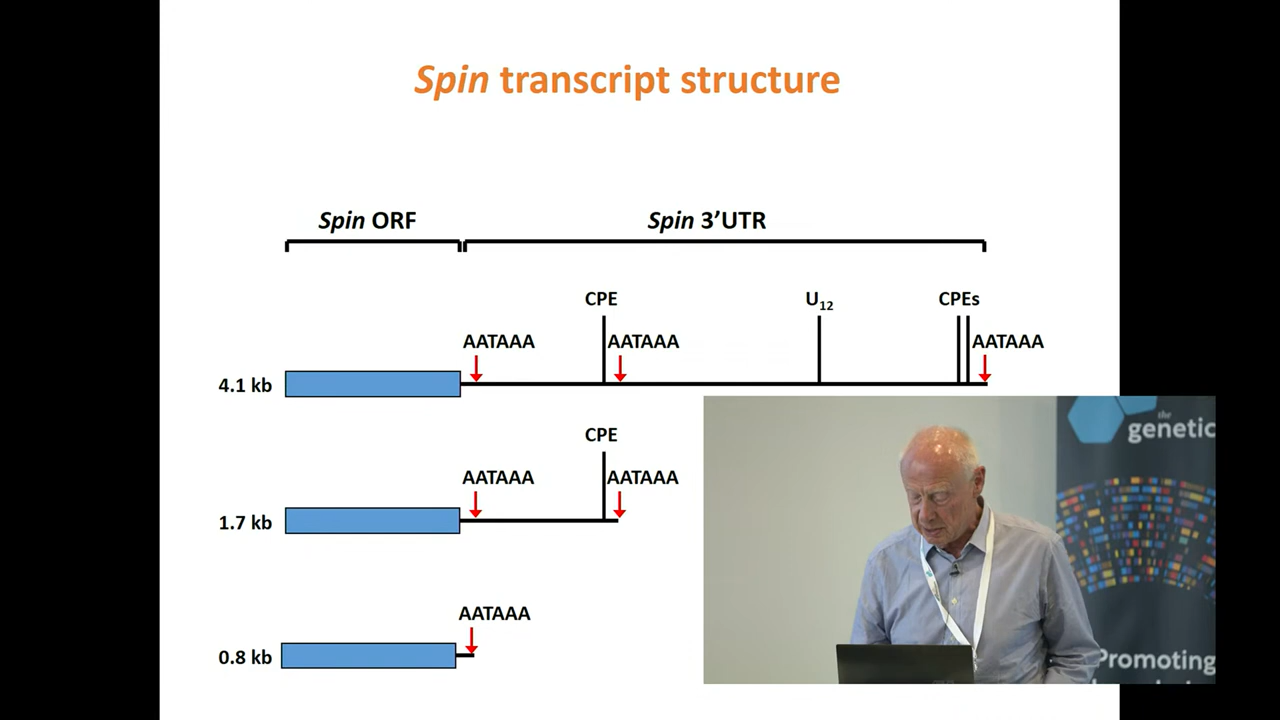 Spin transcript structure
Spin ORF
Spin 3’UTR
CPE
U12
CPEs
AATAAA
AATAAA
AATAAA
4.1 kb
CPE
AATAAA
AATAAA
1.7 kb
AATAAA
0.8 kb
the
genetic
Promoting